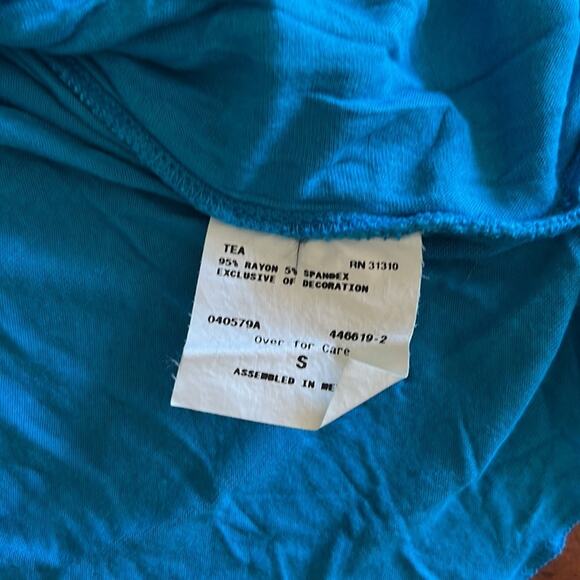 TEA RN 31310
95% RAYON 5% SPANDEX
EXCLUSIVE OF DECORATION
040579A 446619-2
Over for Care
S
ASSEMBLED IN